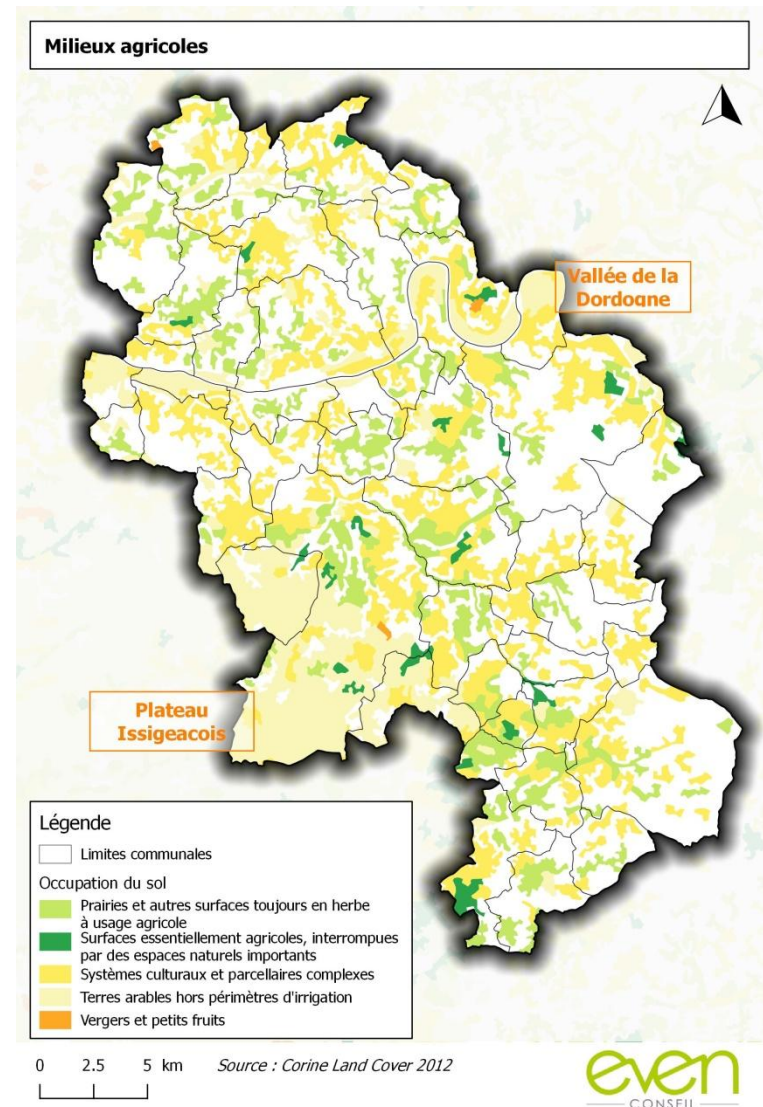 Milieux agricoles
Vallée de la
Dordogne
Plateau
Issigeacois
Légende
Limites communales
Occupation du sol
Prairies et autres surfaces toujours en herbe
à usage agricole
Surfaces essentiellement agricoles, interrompues
par des espaces naturels importants
Systèmes culturaux et parcellaires complexes
Terres arables hors périmètres d'irrigation
Vergers et petits fruits
0 2.5 5 km Source : Corine Land Cover 2012
even
CONSEIL